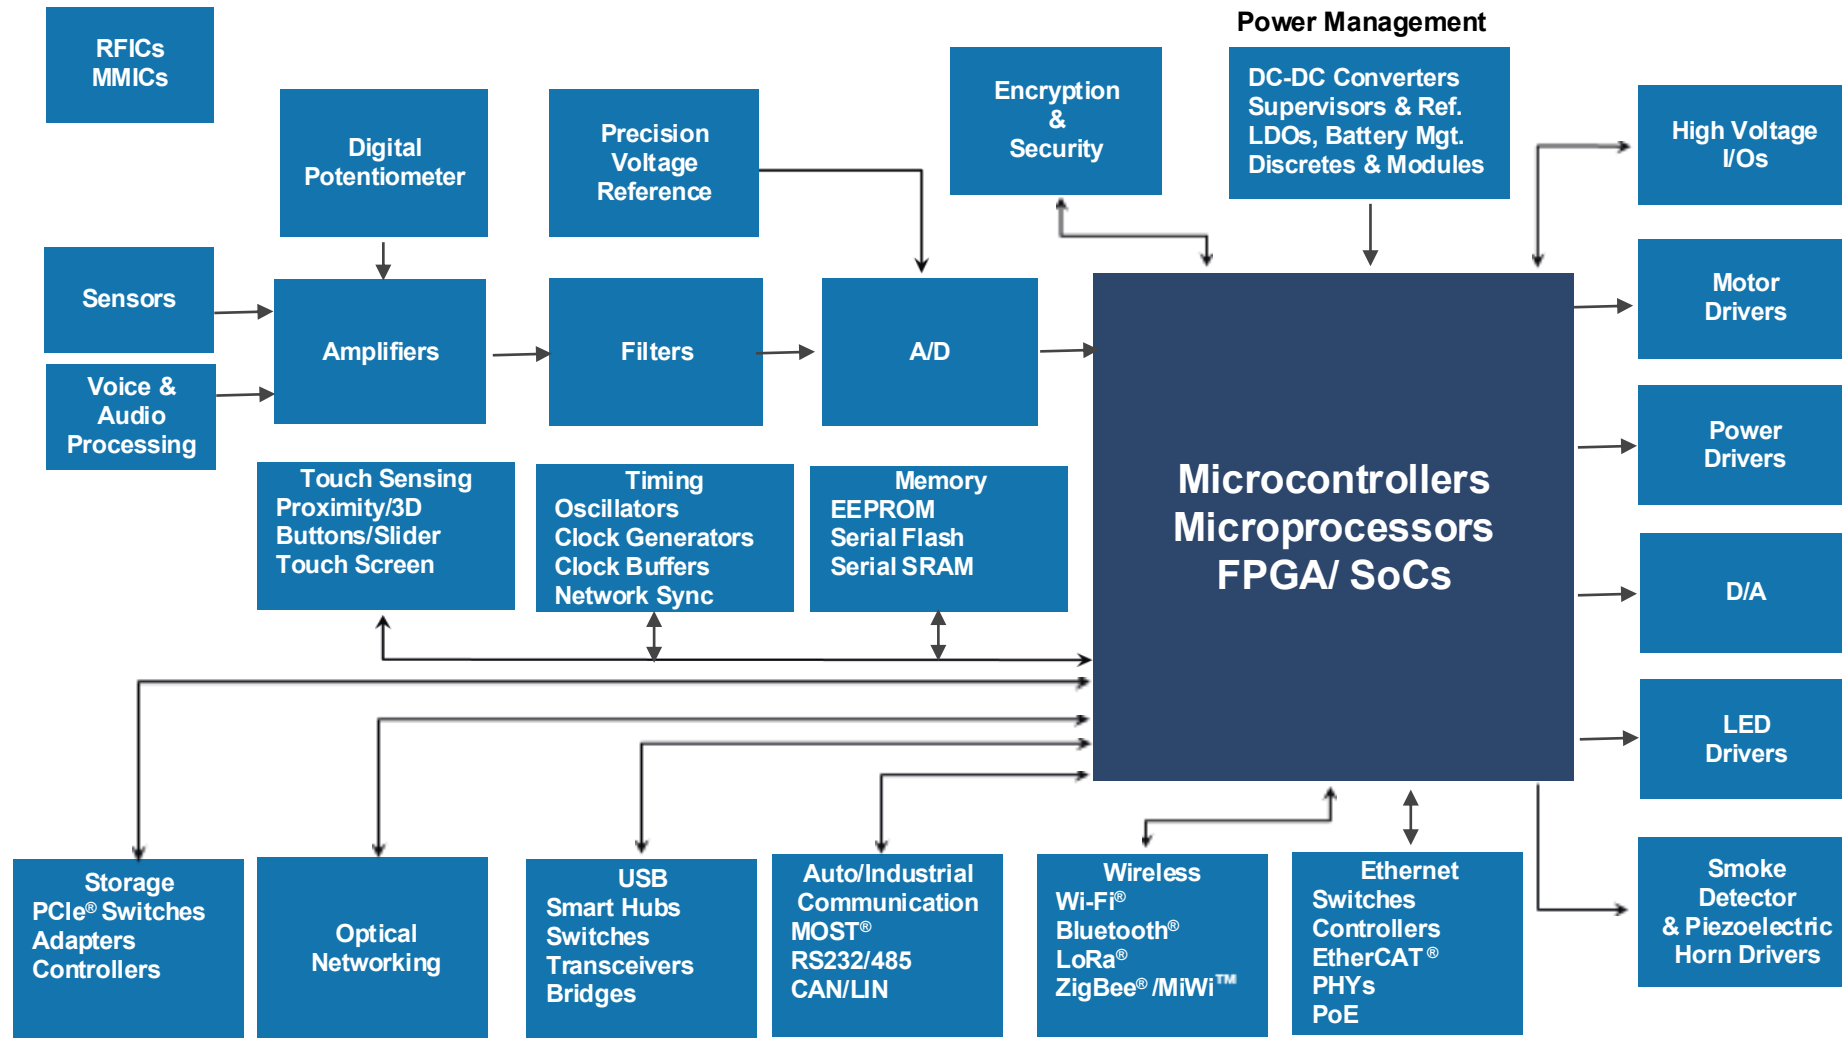 Power Management
RFICs
MMICs
Digital
Potentiometer
Precision
Voltage
Reference
Encryption
&
Security
DC-DC Converters
Supervisors & Ref.
LDOs, Battery Mgt.
Discretes & Modules
High Voltage
I/Os
Sensors
Amplifiers
Filters
A/D
Motor
Drivers
Voice &
Audio
Processing
Power
Drivers
Touch Sensing
Proximity/3D
Buttons/Slider
Touch Screen
Timing
Oscillators
Clock Generators
Clock Buffers
Network Sync
Memory
EEPROM
Serial Flash
Serial SRAM
Microcontrollers
Microprocessors
FPGA/ SoCs
D/A
LED
Drivers
Storage
PCIe® Switches
Adapters
Controllers
Optical
Networking
USB
Smart Hubs
Switches
Transceivers
Bridges
Auto/Industrial
Communication
MOST®
RS232/485
CAN/LIN
Wireless
Wi-Fi®
Bluetooth®
LoRa®
ZigBee® /MiWi™
Ethernet
Switches
Controllers
EtherCAT ®
PHYs
PoE
Smoke
Detector
& Piezoelectric
Horn Drivers